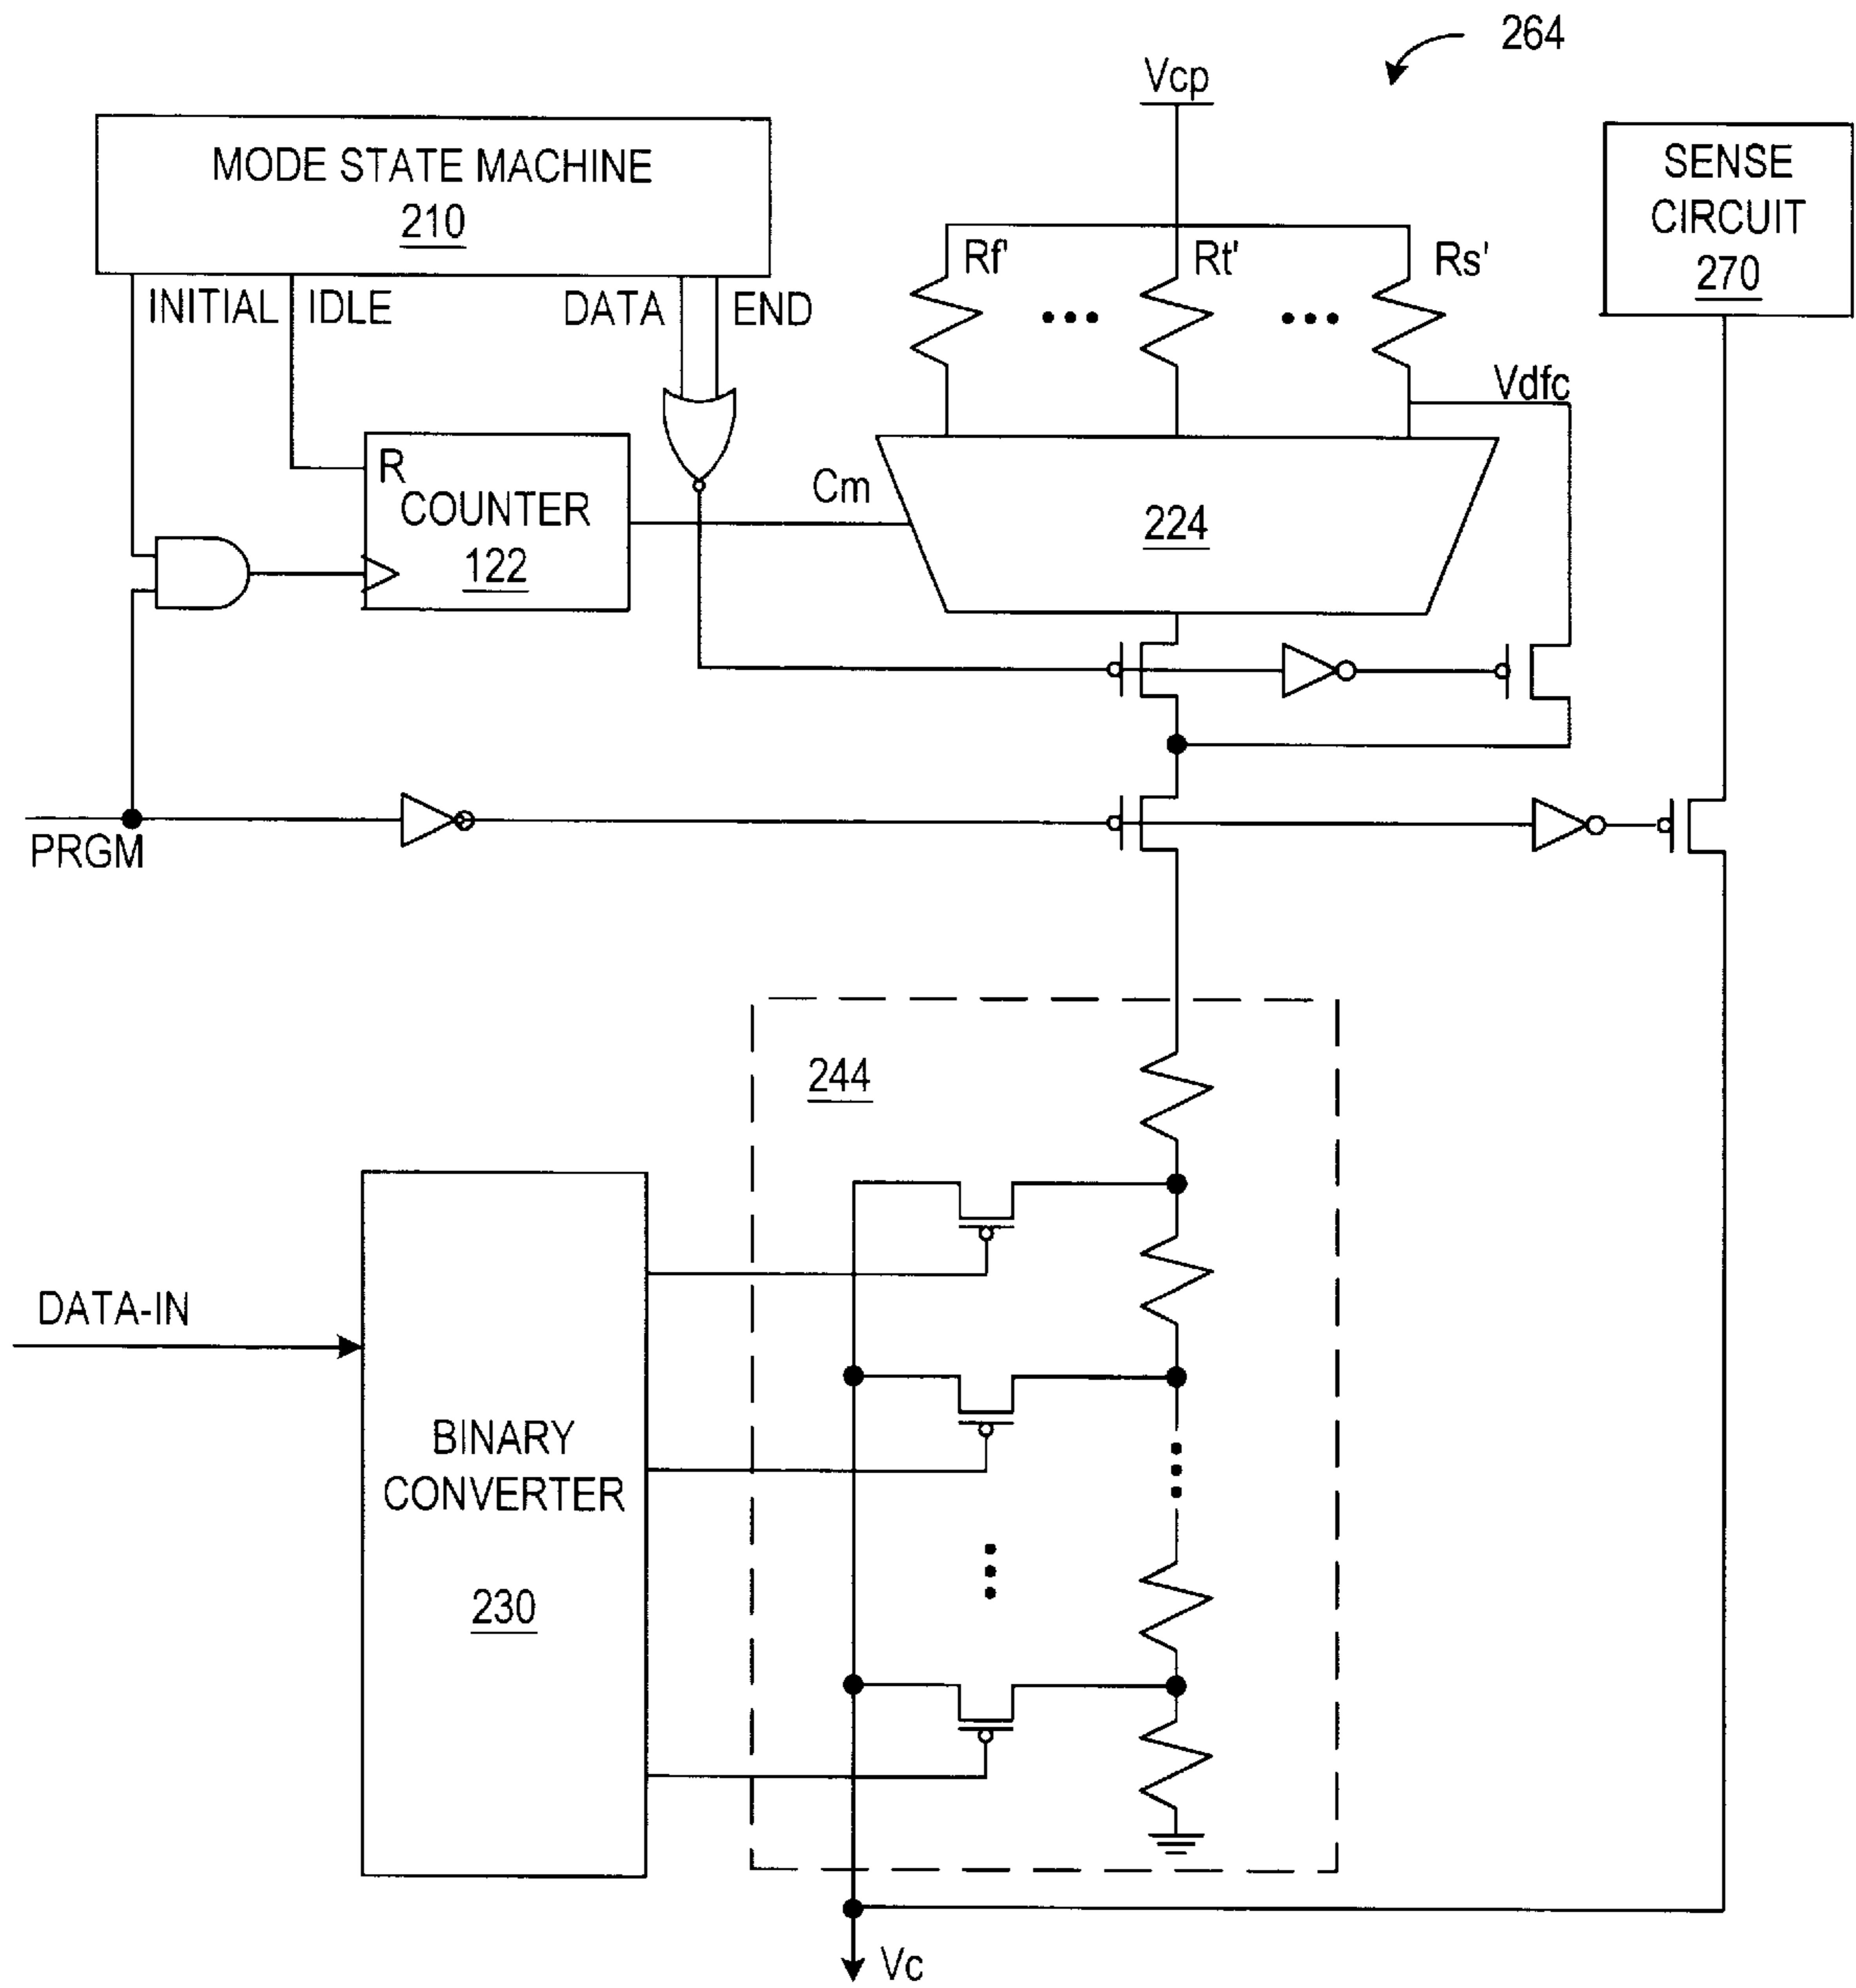 264
Vcp
MODE STATE MACHINE
210
SENSE
CIRCUIT
270
Rf'
Rt'
Rs'
INITIAL
IDLE
DATA
END
Vdfc
R
COUNTER
122
Cm
224
PRGM
244
DATA-IN
BINARY
CONVERTER
230
Vc